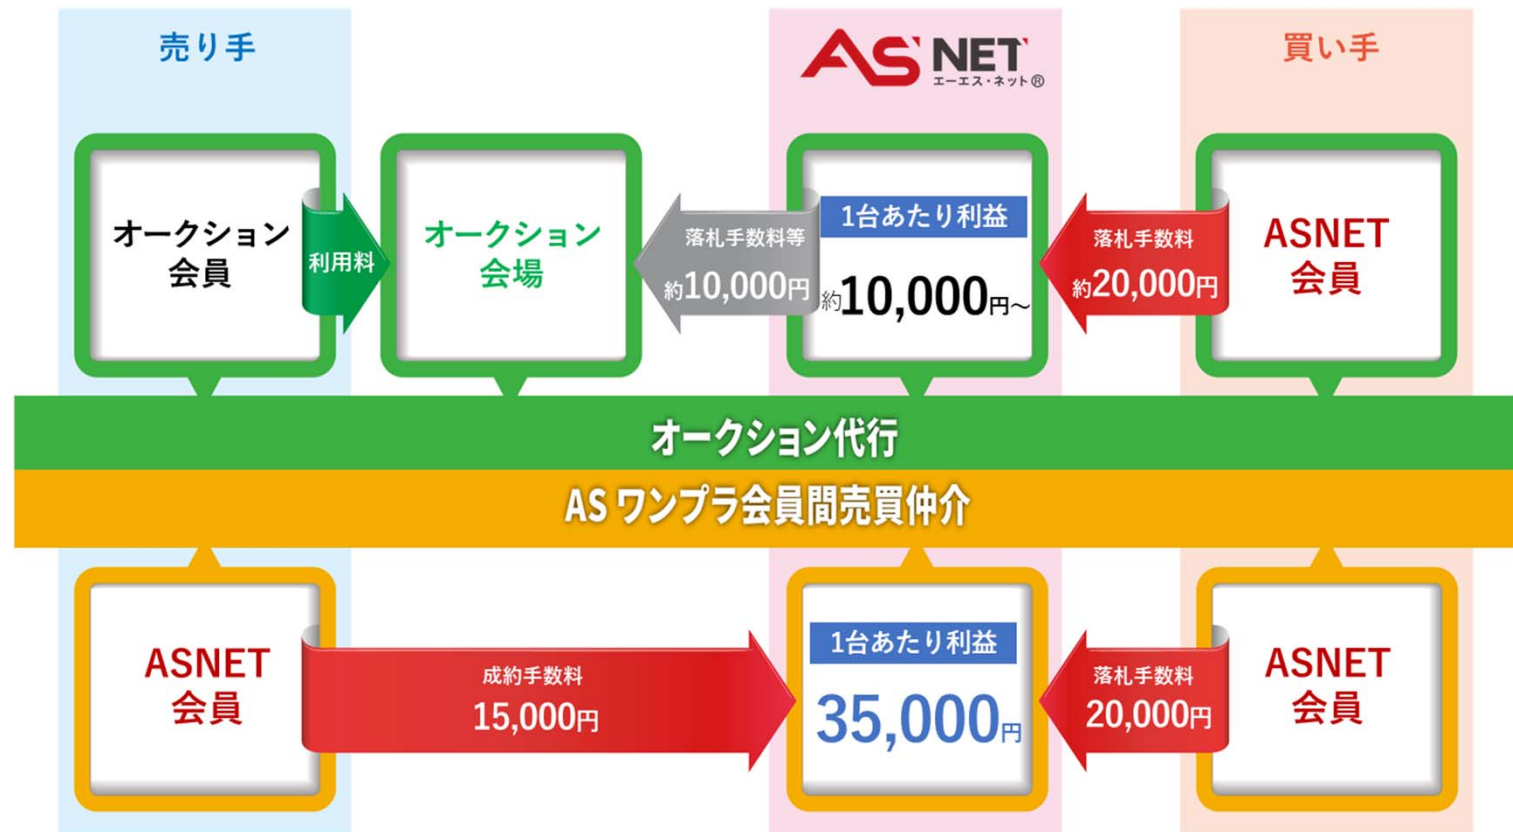 売り手
AS NET
エーエス・ネット®
買い手
オークション
会員
利用料
オークション
会場
落札手数料等
約10,000円
1台あたり利益
約10,000円～
落札手数料
約20,000円
ASNET
会員
オークション代行
AS ワンプラ会員間売買仲介
ASNET
会員
成約手数料
15,000円
1台あたり利益
35,000円
落札手数料
20,000円
ASNET
会員